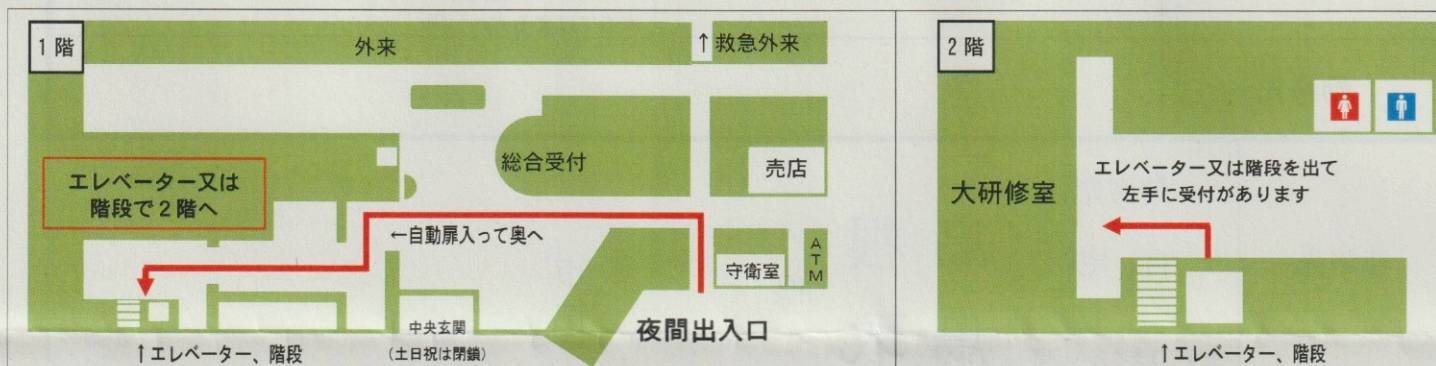 1階
外来
↑救急外来
総合受付
売店
エレベーター又は
階段で2階へ
←自動扉入って奥へ
守衛室
ATM
中央玄関
(土日祝は閉鎖)
夜間出入口
↑エレベーター、階段
2階
大研修室
エレベーター又は階段を出て
左手に受付があります
↑エレベーター、階段